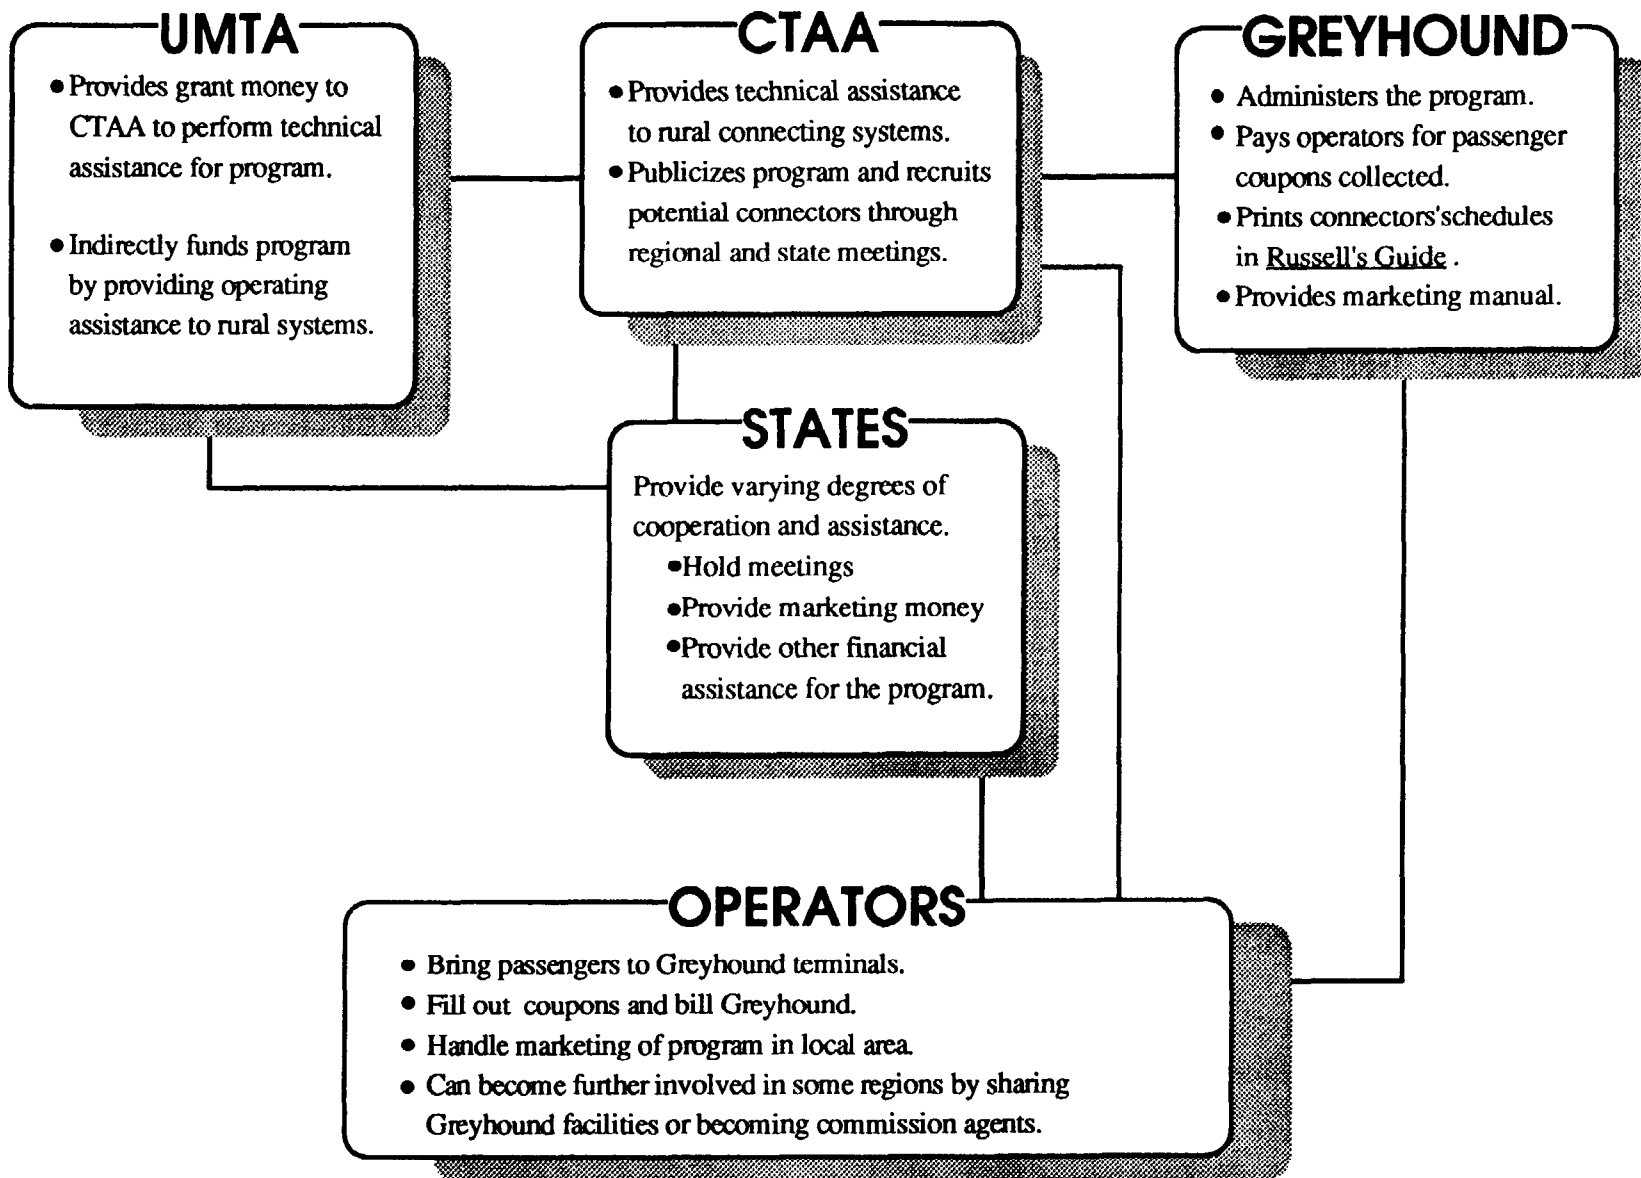 UMTA
• Provides grant money to
CTAA to perform technical
assistance for program.
• Indirectly funds program
by providing operating
assistance to rural systems.
CTAA
• Provides technical assistance
to rural connecting systems.
• Publicizes program and recruits
potential connectors through
regional and state meetings.
GREYHOUND
• Administers the program.
• Pays operators for passenger
coupons collected.
• Prints connectors' schedules
in Russell's Guide .
• Provides marketing manual.
STATES
Provide varying degrees of
cooperation and assistance.
• Hold meetings
• Provide marketing money
• Provide other financial
assistance for the program.
OPERATORS
• Bring passengers to Greyhound terminals.
• Fill out coupons and bill Greyhound.
• Handle marketing of program in local area.
• Can become further involved in some regions by sharing
Greyhound facilities or becoming commission agents.